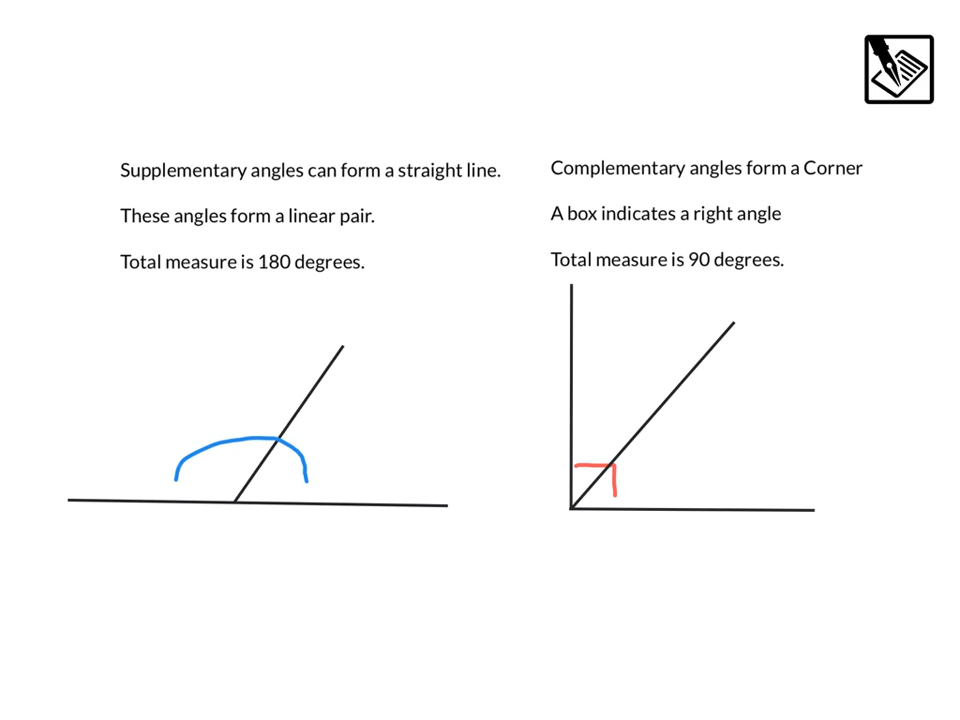 Supplementary angles can form a straight line.
These angles form a linear pair.
Total measure is 180 degrees.
Complementary angles form a Corner
A box indicates a right angle
Total measure is 90 degrees.